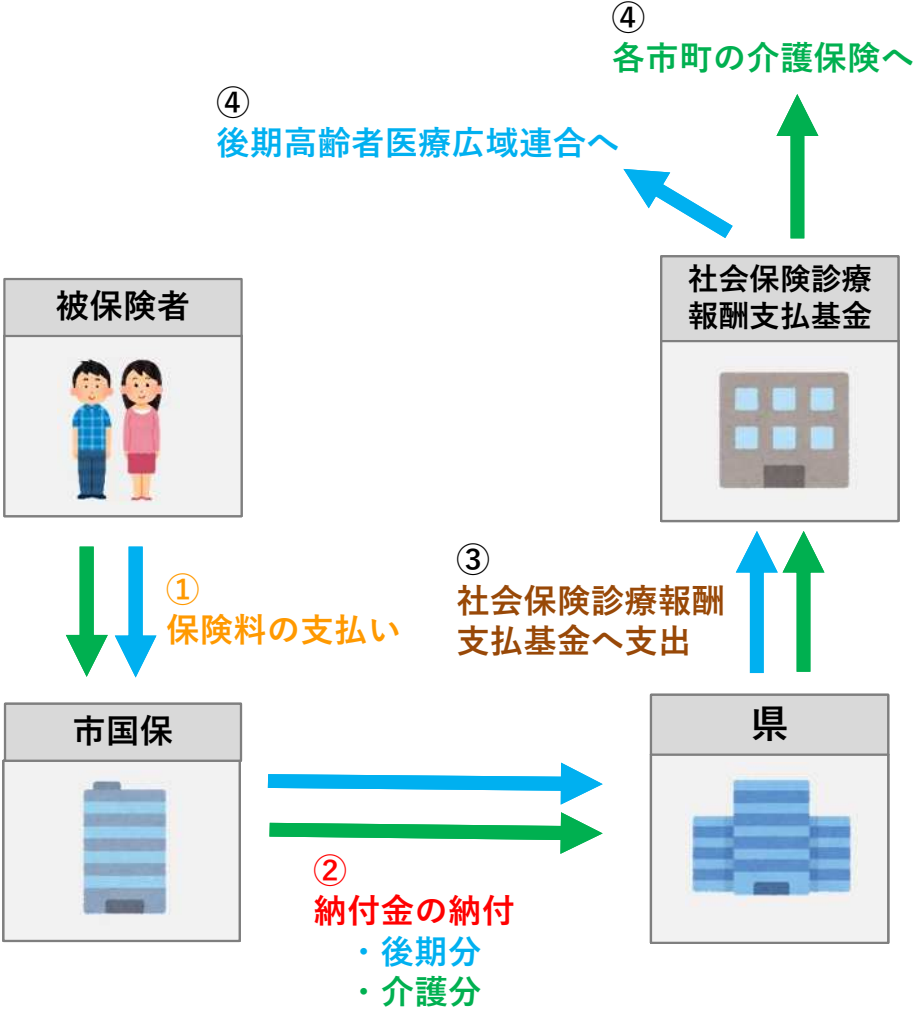 ④
各市町の介護保険へ
④
後期高齢者医療広域連合へ
社会保険診療
報酬支払基金
被保険者
①
保険料の支払い
③
社会保険診療報酬
支払基金へ支出
市国保
県
②
納付金の納付
・後期分
・介護分